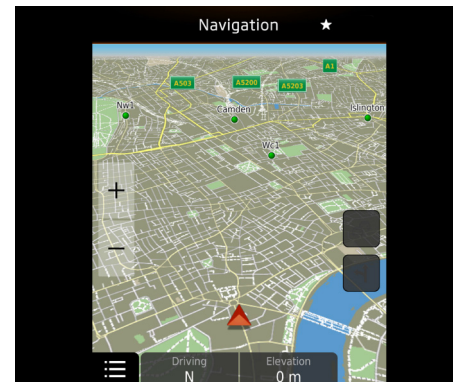 Navigation
A1
A503
A5200
A5203
Nw1
Camden
Islington
Wc1
+
−
Driving
Elevation
N
0 m